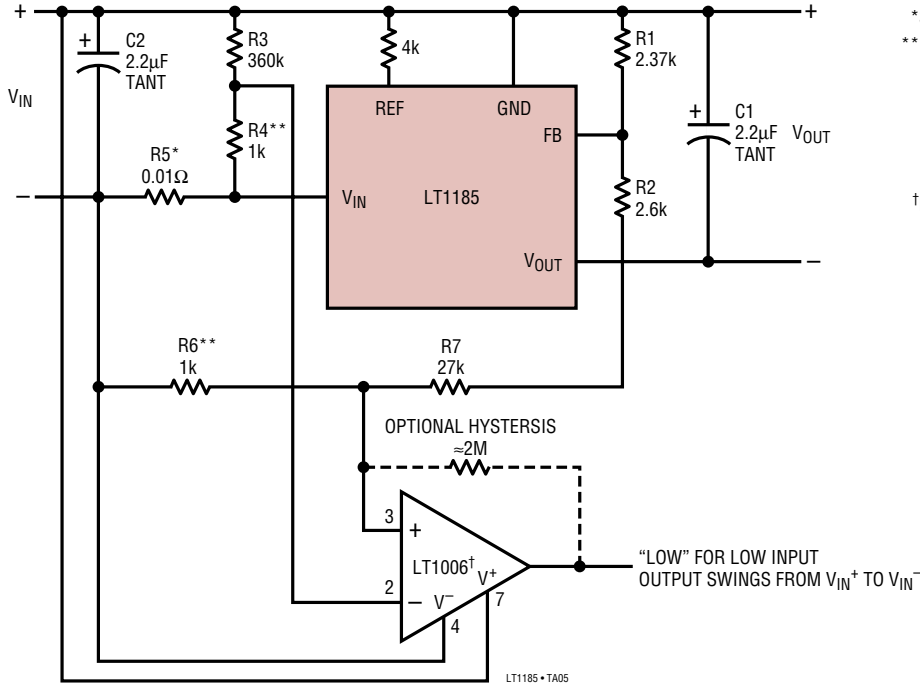 +
+
*
**
†
C2
2.2µF
TANT
+
R3
360k
4k
R1
2.37k
V_IN
REF
GND
FB
R4**
1k
+
C1
2.2µF
TANT
V_OUT
R5*
0.01Ω
–
V_IN
LT1185
R2
2.6k
V_OUT
–
R6**
1k
R7
27k
OPTIONAL HYSTERSIS
≈2M
3
+
LT1006†
V⁺
7
2
–
V⁻
4
"LOW" FOR LOW INPUT
OUTPUT SWINGS FROM V_IN⁺ TO V_IN⁻
LT1185 • TA05